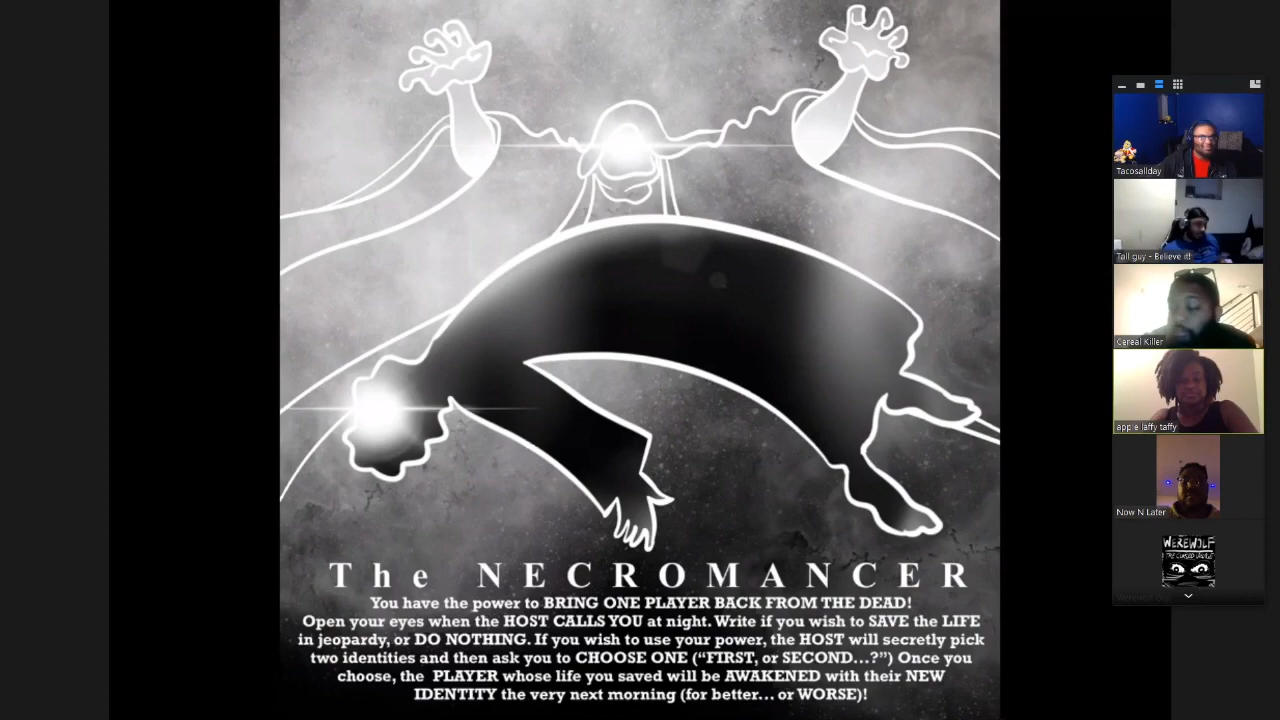 The NECROMANCER
You have the power to BRING ONE PLAYER BACK FROM THE DEAD!
Open your eyes when the HOST CALLS YOU at night. Write if you wish to SAVE the LIFE
in jeopardy, or DO NOTHING. If you wish to use your power, the HOST will secretly pick
two identities and then ask you to CHOOSE ONE (“FIRST, or SECOND...?”) Once you
choose, the PLAYER whose life you saved will be AWAKENED with their NEW
IDENTITY the very next morning (for better... or WORSE)!
Tacosallday
Tall guy - Believe it!
Cereal Killer
apple laffy taffy
Now N Later
WEREWOLF
THE CURSED VILLAGE